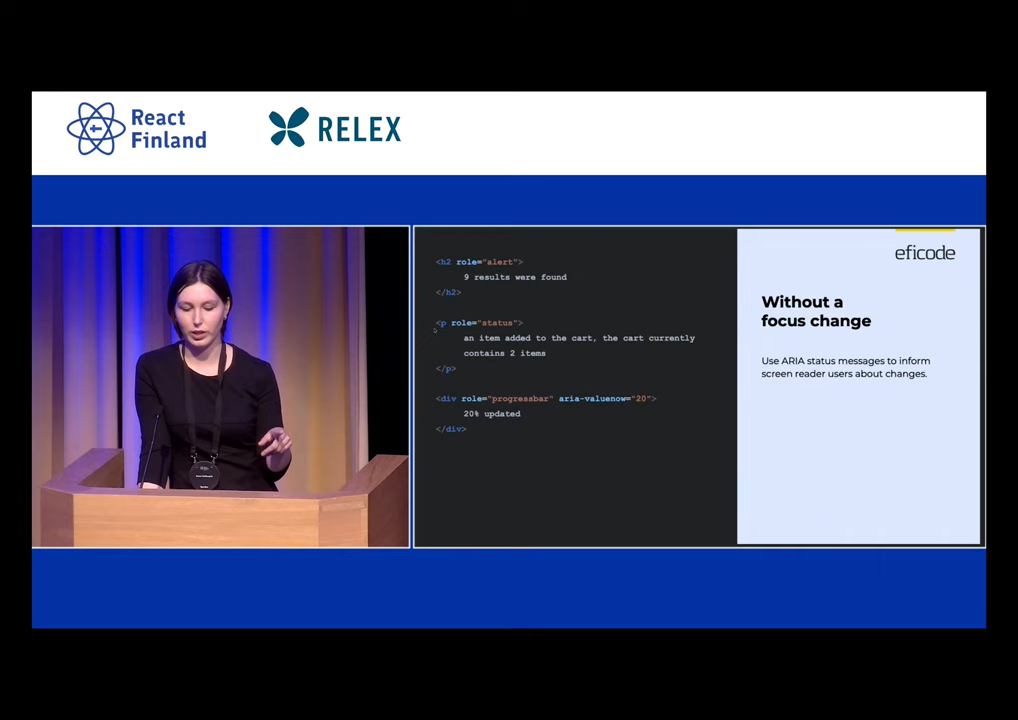 React
Finland
RELEX
<h2 role="alert">
9 results were found
</h2>
<p role="status">
an item added to the cart, the cart currently
contains 2 items
</p>
<div role="progressbar" aria-valuenow="20">
20% updated
</div>
eficode
Without a
focus change
Use ARIA status messages to inform
screen reader users about changes.